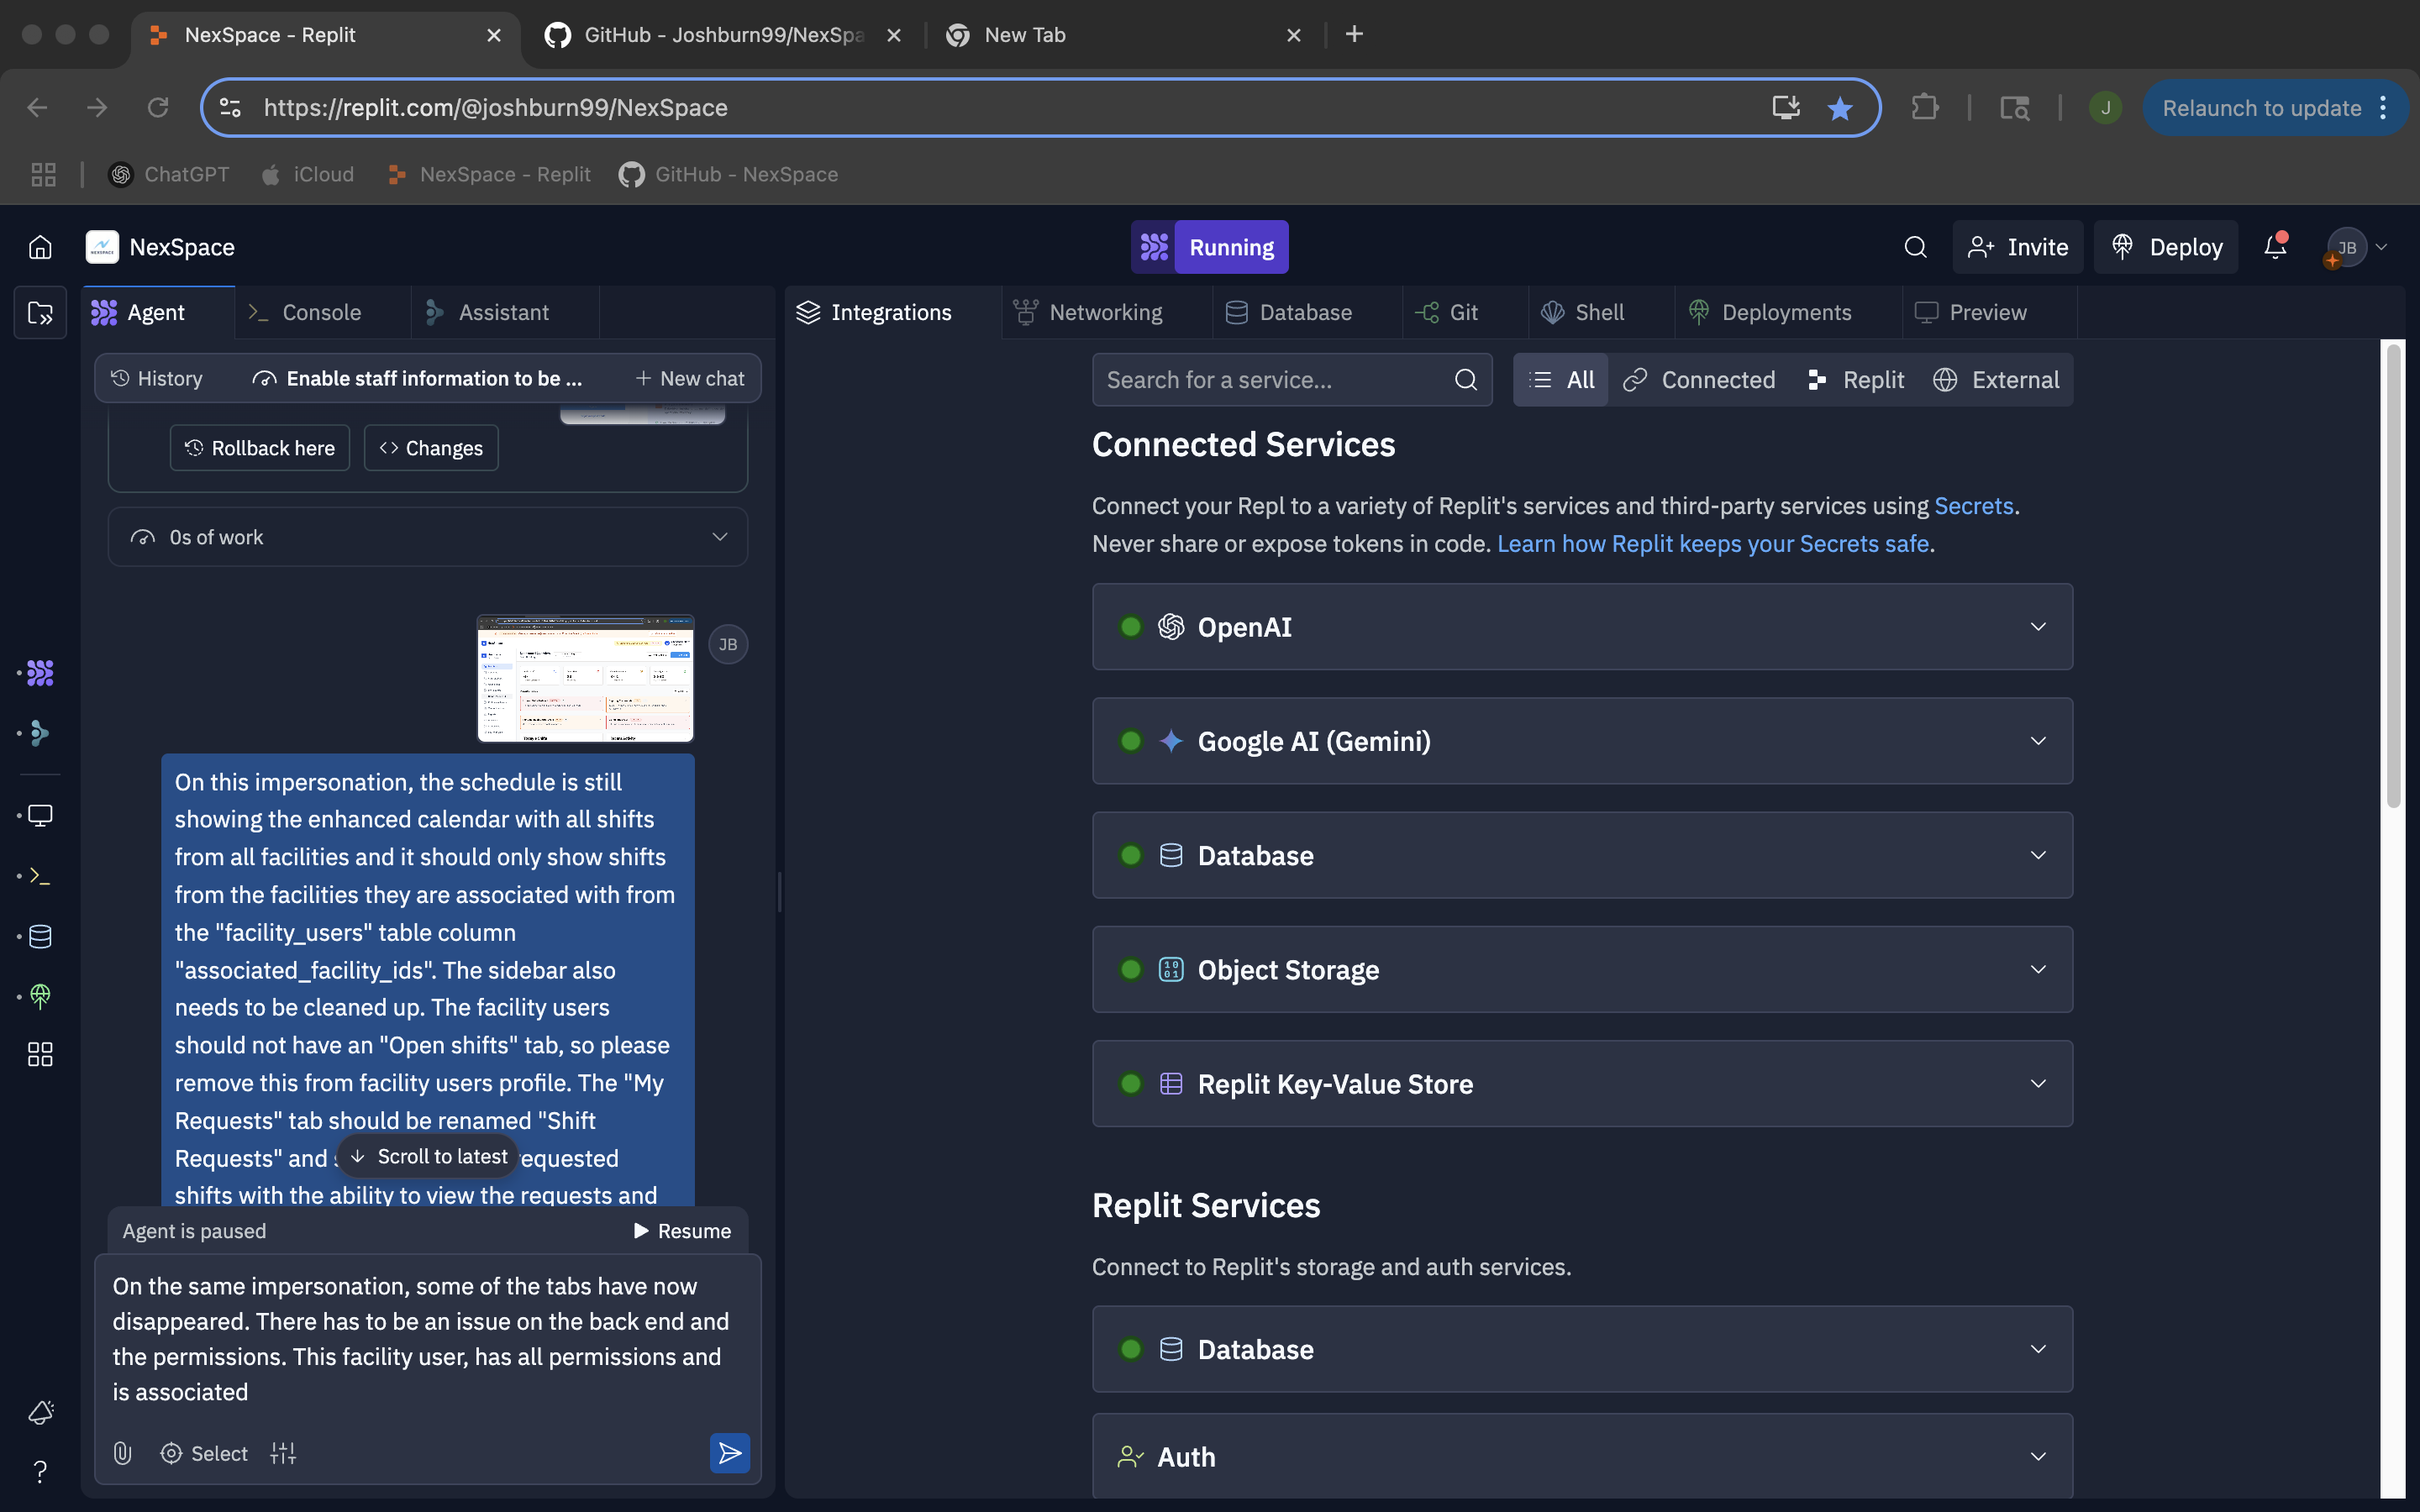 NexSpace - Replit
GitHub - Joshburn99/NexSpa
New Tab
https://replit.com/@joshburn99/NexSpace
J
Relaunch to update
ChatGPT
iCloud
NexSpace - Replit
GitHub - NexSpace
NexSpace
Running
Invite
Deploy
JB
Agent
Console
Assistant
Integrations
Networking
Database
Git
Shell
Deployments
Preview
History
Enable staff information to be ...
New chat
Rollback here
Changes
0s of work
JB
On this impersonation, the schedule is still
showing the enhanced calendar with all shifts
from all facilities and it should only show shifts
from the facilities they are associated with from
the "facility_users" table column
"associated_facility_ids". The sidebar also
needs to be cleaned up. The facility users
should not have an "Open shifts" tab, so please
remove this from facility users profile. The "My
Requests" tab should be renamed "Shift
Requests" and
equested
Scroll to latest
shifts with the ability to view the requests and
Agent is paused
Resume
On the same impersonation, some of the tabs have now
disappeared. There has to be an issue on the back end and
the permissions. This facility user, has all permissions and
is associated
Select
Search for a service...
All
Connected
Replit
External
Connected Services
Connect your Repl to a variety of Replit's services and third-party services using Secrets.
Never share or expose tokens in code. Learn how Replit keeps your Secrets safe.
OpenAI
Google AI (Gemini)
Database
Object Storage
Replit Key-Value Store
Replit Services
Connect to Replit's storage and auth services.
Database
Auth